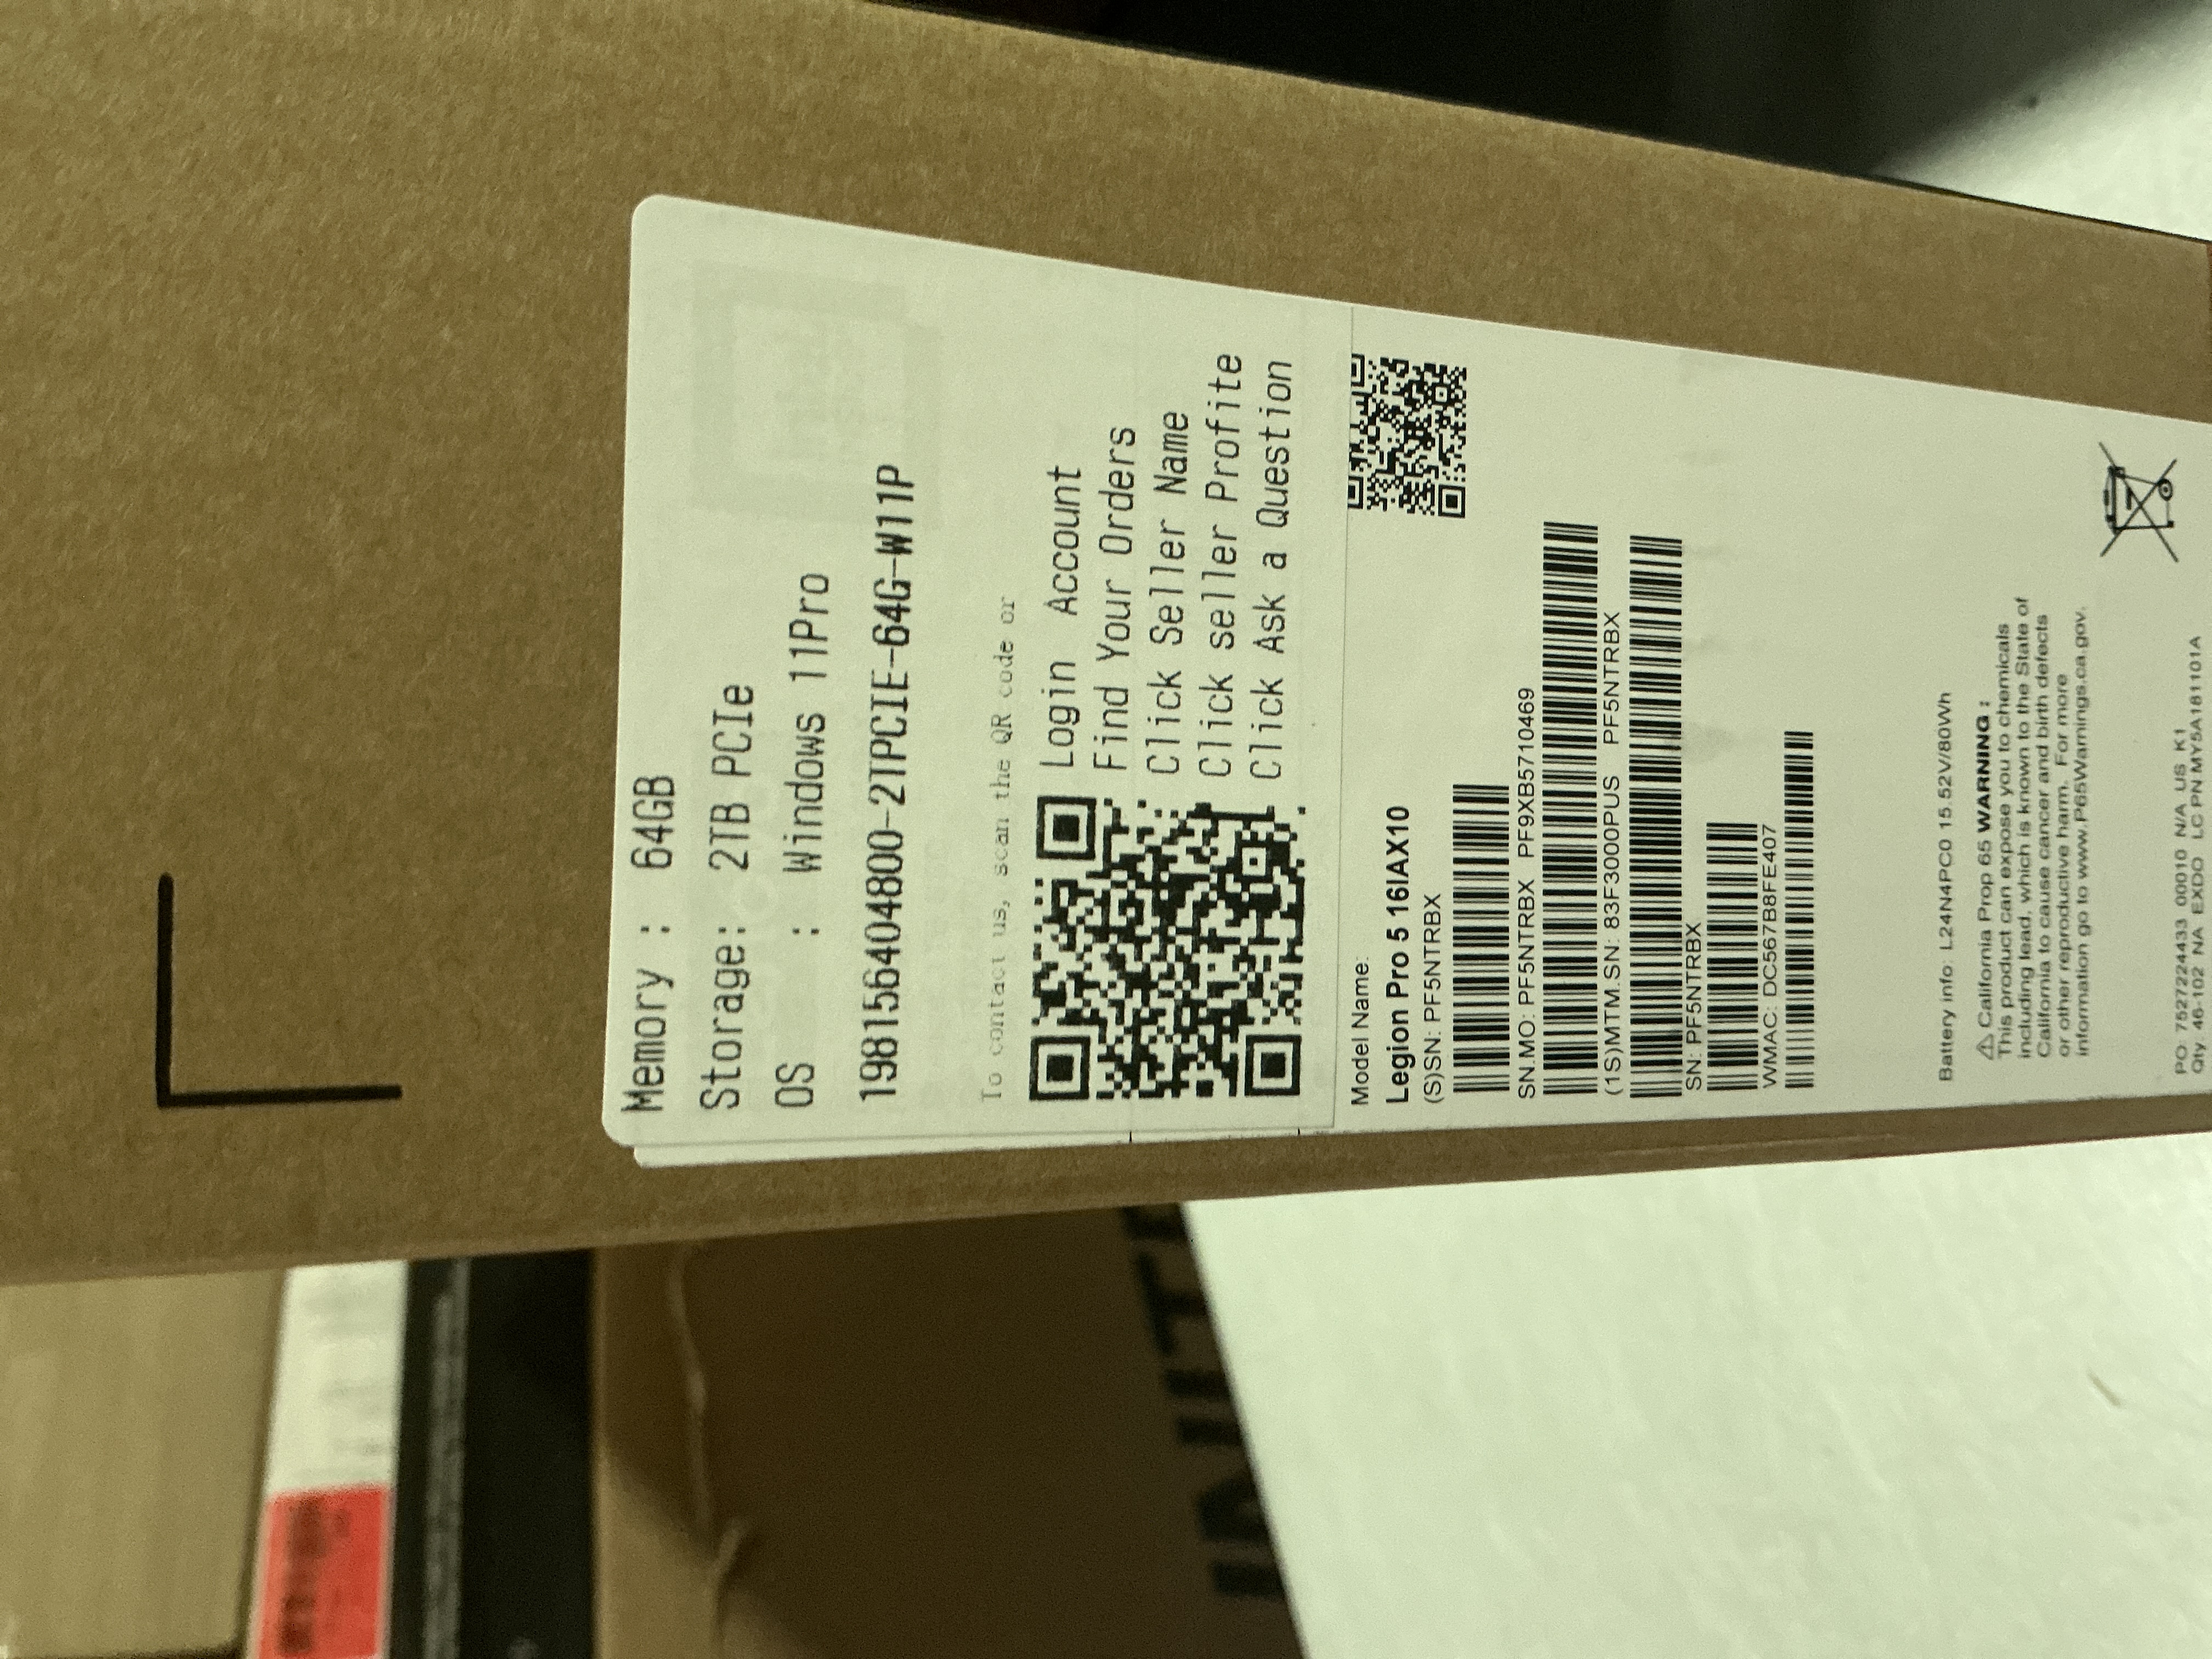 Memory : 64GB
Storage: 2TB PCIe
OS : Windows 11Pro
198156404800-2TPCIE-64G-W11P
To contact us, scan the QR code or
Login Account
Find Your Orders
Click Seller Name
Click seller Profite
Click Ask a Question
Model Name:
Legion Pro 5 16IAX10
(S)SN: PF5NTRBX
SN.MO: PF5NTRBX PF9XB5710469
(1S)MTM.SN: 83F3000PUS PF5NTRBX
SN: PF5NTRBX
WMAC: DC567B8FE407
Battery info: L24N4PC0 15.52V/80Wh
⚠ California Prop 65 WARNING :
This product can expose you to chemicals
including lead, which is known to the State of
California to cause cancer and birth defects
or other reproductive harm. For more
information go to www.P65Warnings.ca.gov.
PO: 7527224433 00010 N/A US K1
Qty 46-102 NA EXDO LC PN:MY5A181101A